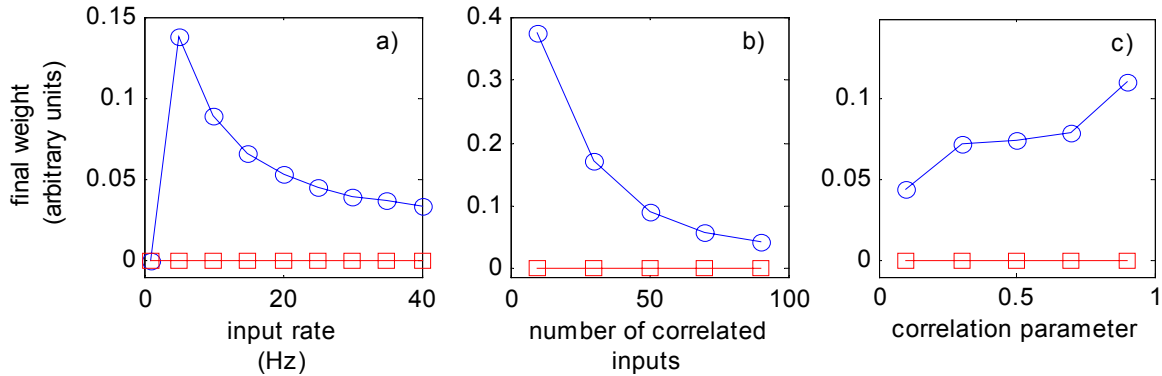 final weight
(arbitrary units)
0.15
0.1
0.05
0
a)
0
20
40
input rate
(Hz)
0.4
0.3
0.2
0.1
0
b)
0
50
100
number of correlated
inputs
0.1
0.05
0
c)
0
0.5
1
correlation parameter